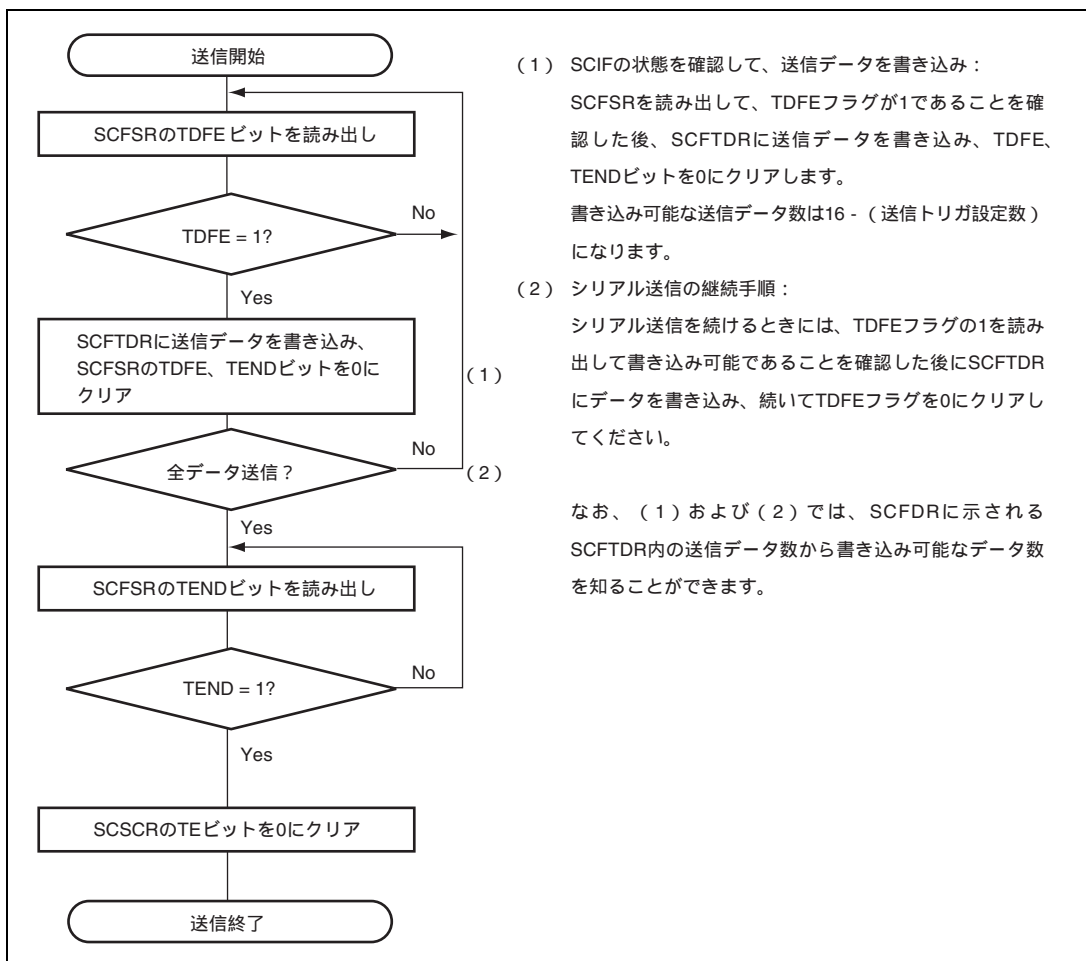 送信開始
SCFSRのTDFE ビットを読み出し
TDFE = 1?
No
Yes
SCFTDRに送信データを書き込み、
SCFSRのTDFE、TENDビットを0に
クリア
（1）
全データ送信？
No
（2）
Yes
SCFSRのTENDビットを読み出し
TEND = 1?
No
Yes
SCSCRのTEビットを0にクリア
送信終了
（1） SCIFの状態を確認して、送信データを書き込み：
SCFSRを読み出して、TDFEフラグが1であることを確
認した後、SCFTDRに送信データを書き込み、TDFE、
TENDビットを0にクリアします。
書き込み可能な送信データ数は16 - （送信トリガ設定数）
になります。
（2） シリアル送信の継続手順：
シリアル送信を続けるときには、TDFEフラグの1を読み
出して書き込み可能であることを確認した後にSCFTDR
にデータを書き込み、続いてTDFEフラグを0にクリアし
てください。
なお、（1）および（2）では、SCFDRに示される
SCFTDR内の送信データ数から書き込み可能なデータ数
を知ることができます。